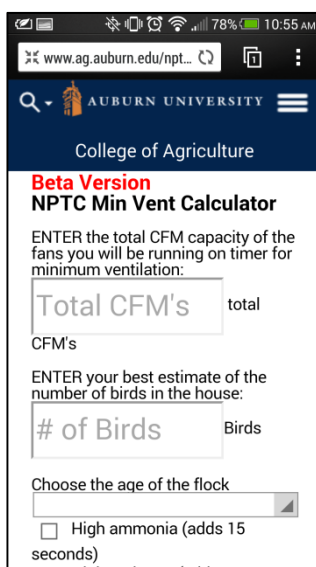 78% 10:55 AM
www.ag.auburn.edu/npt... 1
AUBURN UNIVERSITY
College of Agriculture
Beta Version
NPTC Min Vent Calculator
ENTER the total CFM capacity of the
fans you will be running on timer for
minimum ventilation:
Total CFM's total
CFM's
ENTER your best estimate of the
number of birds in the house:
# of Birds Birds
Choose the age of the flock
High ammonia (adds 15
seconds)